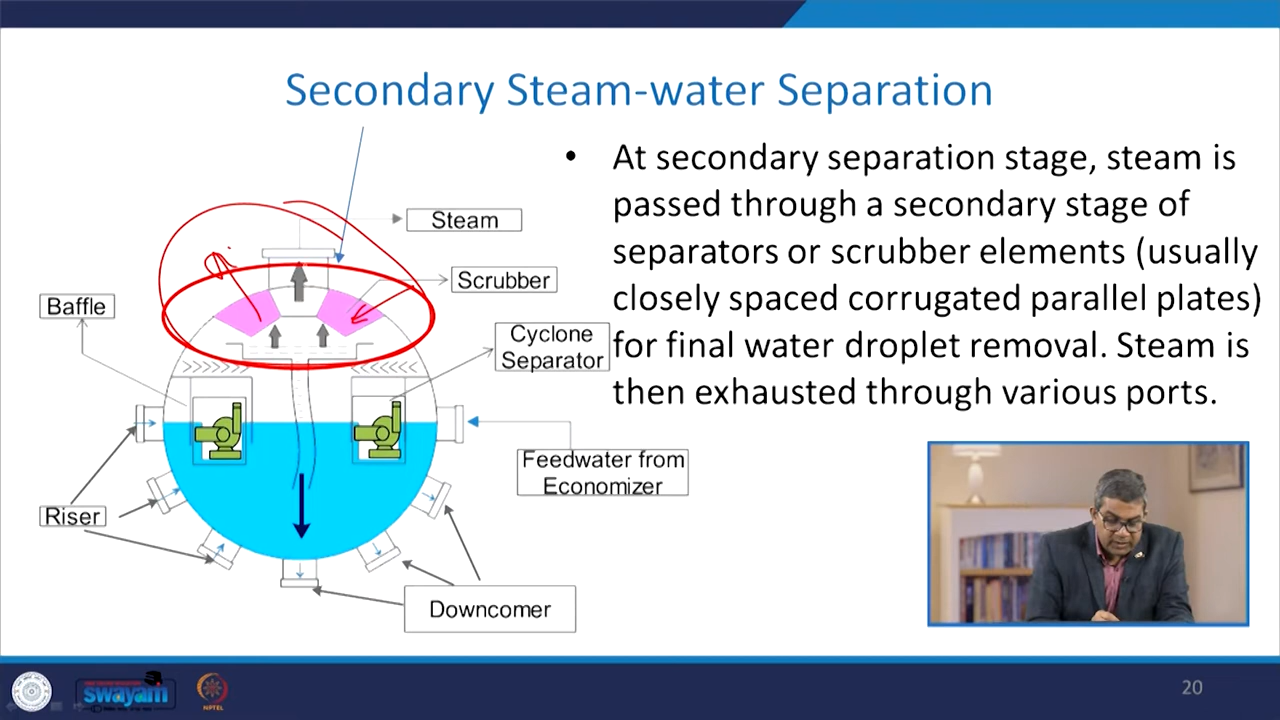 Secondary Steam-water Separation
• At secondary separation stage, steam is
passed through a secondary stage of
separators or scrubber elements (usually
closely spaced corrugated parallel plates)
for final water droplet removal. Steam is
then exhausted through various ports.
Steam
Scrubber
Baffle
Cyclone
Separator
Feedwater from
Economizer
Riser
Downcomer
swayam
NPTEL
20